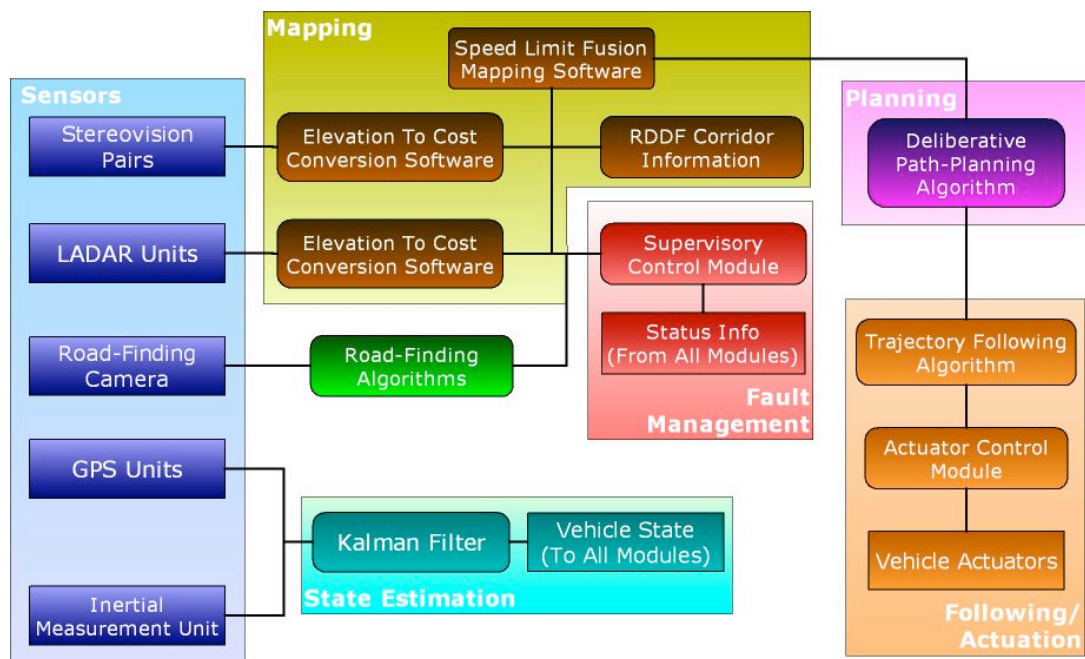 Mapping
Speed Limit Fusion
Mapping Software
Sensors
Planning
Stereovision
Pairs
Elevation To Cost
Conversion Software
RDDF Corridor
Information
Deliberative
Path-Planning
Algorithm
LADAR Units
Elevation To Cost
Conversion Software
Supervisory
Control Module
Status Info
(From All Modules)
Road-Finding
Camera
Road-Finding
Algorithms
Trajectory Following
Algorithm
Fault
Management
GPS Units
Actuator Control
Module
Kalman Filter
Vehicle State
(To All Modules)
Vehicle Actuators
State Estimation
Inertial
Measurement Unit
Following/
Actuation